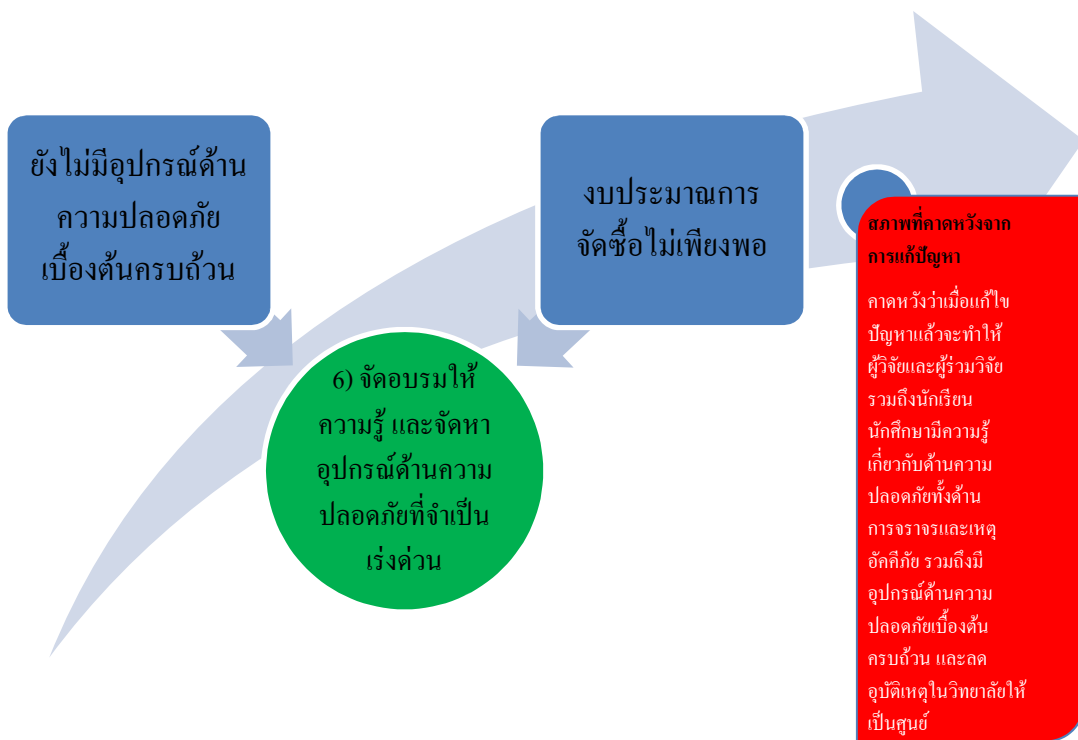 ยังไม่มีอุปกรณ์ด้าน
ความปลอดภัย
เบื้องต้นครบถ้วน
งบประมาณการ
จัดซื้อไม่เพียงพอ
6) จัดอบรมให้
ความรู้ และจัดหา
อุปกรณ์ด้านความ
ปลอดภัยที่จำเป็น
เร่งด่วน
สภาพที่คาดหวังจาก
การแก้ปัญหา
คาดหวังว่าเมื่อแก้ไข
ปัญหาแล้วจะทำให้
ผู้วิจัยและผู้ร่วมวิจัย
รวมถึงนักเรียน
นักศึกษามีความรู้
เกี่ยวกับด้านความ
ปลอดภัยทั้งด้าน
การจราจรและเหตุ
อัคคีภัย รวมถึงมี
อุปกรณ์ด้านความ
ปลอดภัยเบื้องต้น
ครบถ้วน และลด
อุบัติเหตุในวิทยาลัยให้
เป็นศูนย์